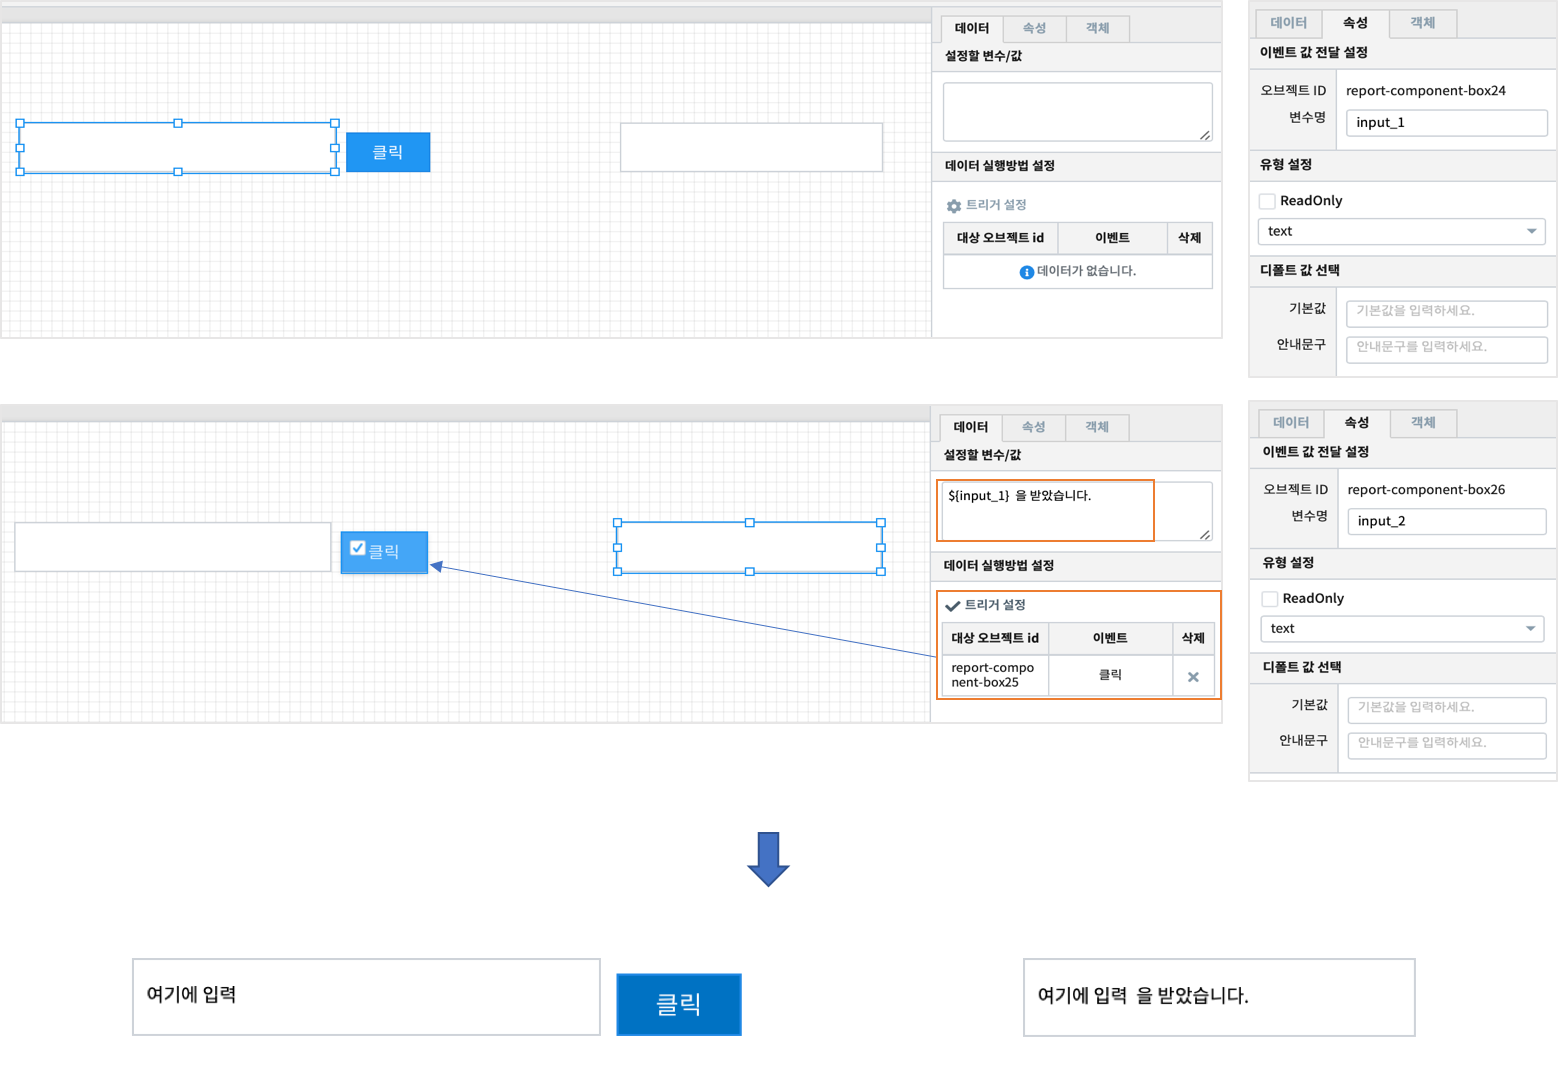 데이터 속성 객체
설정할 변수/값
데이터 실행방법 설정
트리거 설정
대상 오브젝트 id 이벤트 삭제
데이터가 없습니다.
클릭
데이터 속성 객체
이벤트 값 전달 설정
오브젝트 ID report-component-box24
변수명 input_1
유형 설정
ReadOnly
text
디폴트 값 선택
기본값 기본값을 입력하세요.
안내문구 안내문구를 입력하세요.
데이터 속성 객체
설정할 변수/값
${input_1} 을 받았습니다.
데이터 실행방법 설정
트리거 설정
대상 오브젝트 id 이벤트 삭제
report-compo
nent-box25 클릭
클릭
데이터 속성 객체
이벤트 값 전달 설정
오브젝트 ID report-component-box26
변수명 input_2
유형 설정
ReadOnly
text
디폴트 값 선택
기본값 기본값을 입력하세요.
안내문구 안내문구를 입력하세요.
여기에 입력
클릭
여기에 입력 을 받았습니다.